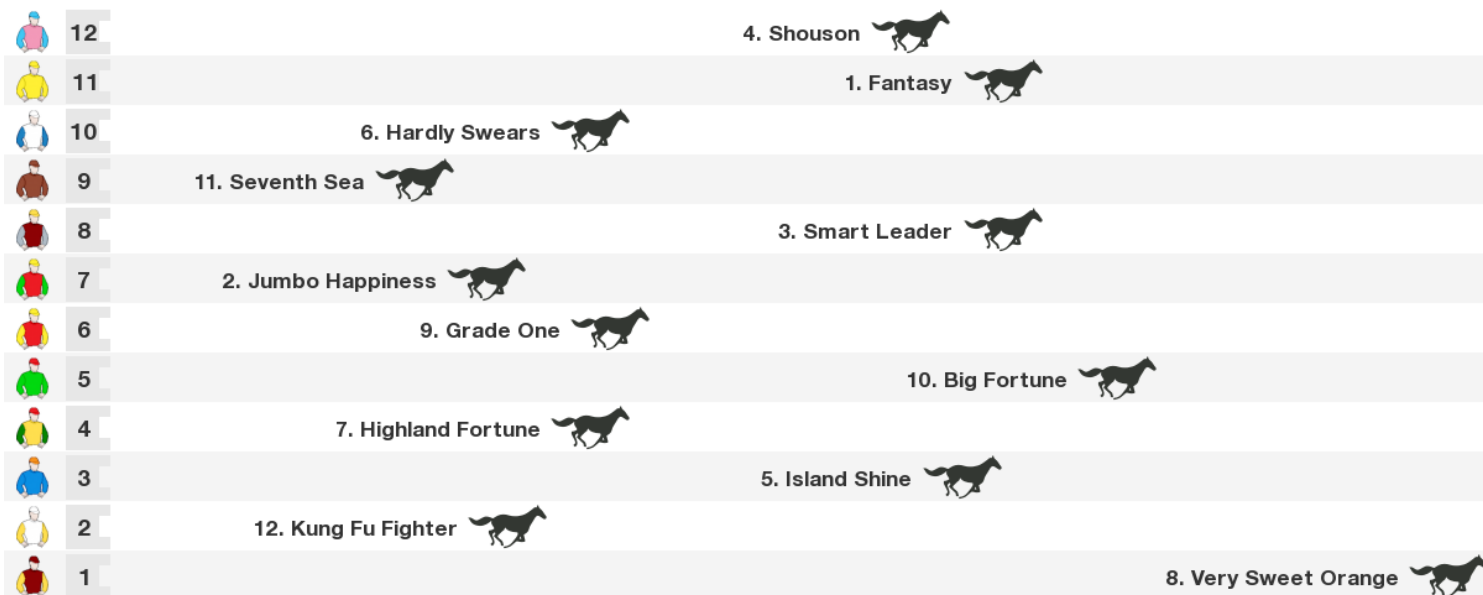 12 4. Shouson
11 1. Fantasy
10 6. Hardly Swears
9 11. Seventh Sea
8 3. Smart Leader
7 2. Jumbo Happiness
6 9. Grade One
5 10. Big Fortune
4 7. Highland Fortune
3 5. Island Shine
2 12. Kung Fu Fighter
1 8. Very Sweet Orange